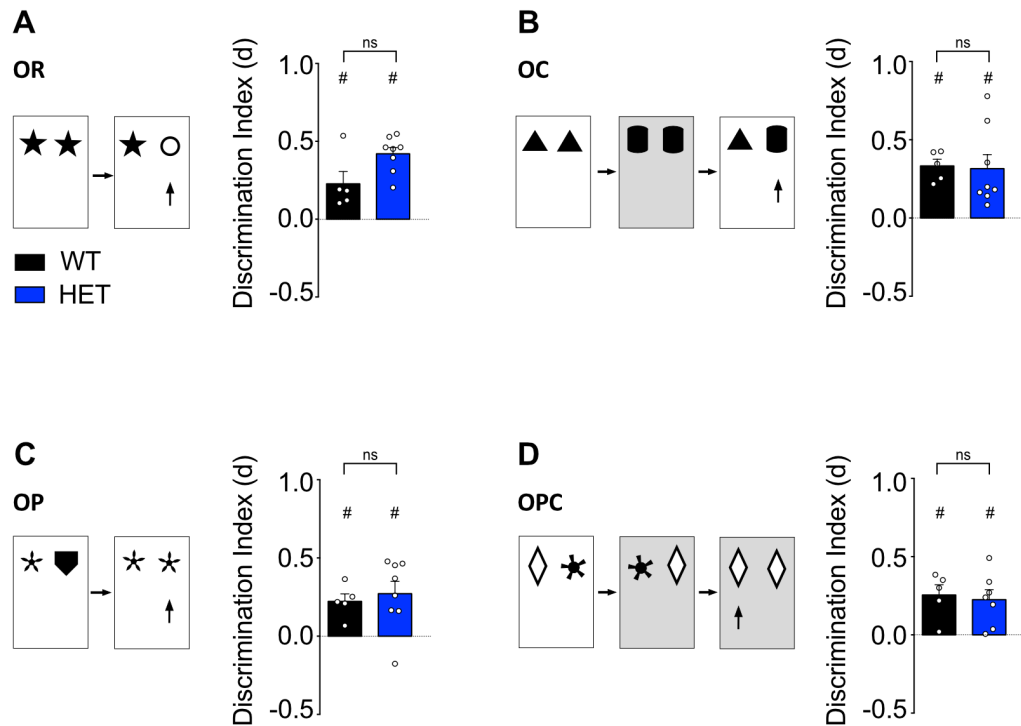 A
OR
WT
HET
Discrimination Index (d)
1.0
0.5
0.0
-0.5
ns
# #
B
OC
Discrimination Index (d)
1.0
0.5
0.0
-0.5
ns
# #
C
OP
Discrimination Index (d)
1.0
0.5
0.0
-0.5
ns
# #
D
OPC
Discrimination Index (d)
1.0
0.5
0.0
-0.5
ns
# #